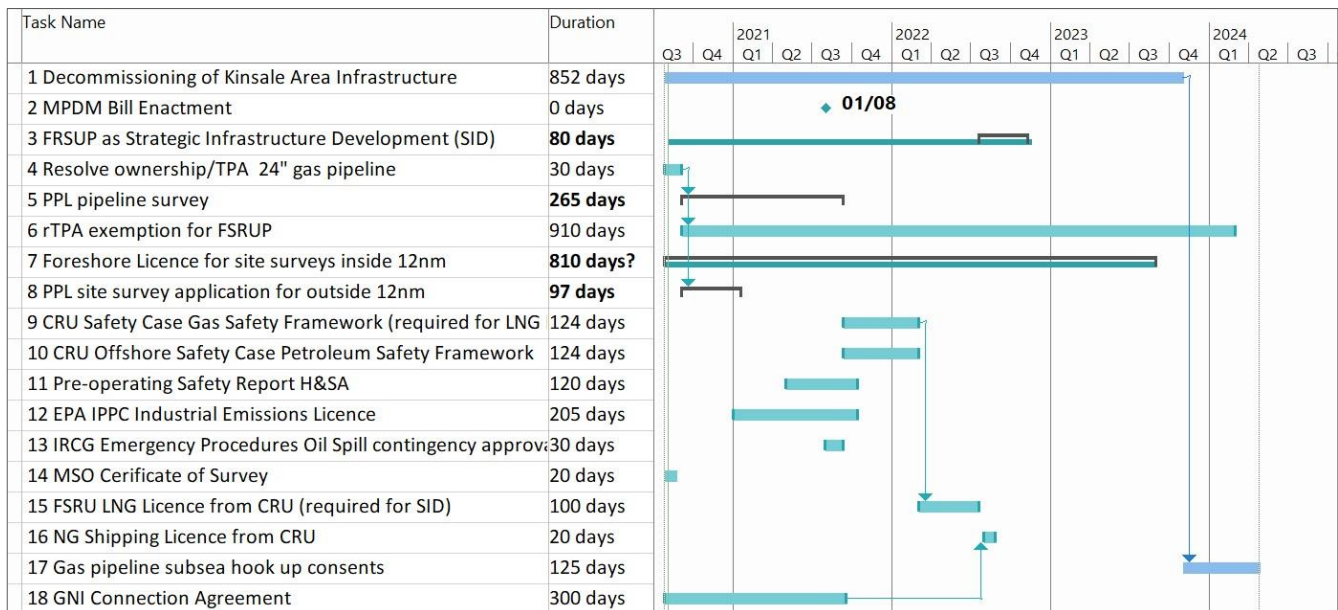 Task Name Duration
2021 2022 2023 2024
Q3 Q4 Q1 Q2 Q3 Q4 Q1 Q2 Q3 Q4 Q1 Q2 Q3 Q4 Q1 Q2 Q3
1 Decommissioning of Kinsale Area Infrastructure 852 days
2 MPDM Bill Enactment 0 days 01/08
3 FRSUP as Strategic Infrastructure Development (SID) 80 days
4 Resolve ownership/TPA 24" gas pipeline 30 days
5 PPL pipeline survey 265 days
6 rTPA exemption for FSRUP 910 days
7 Foreshore Licence for site surveys inside 12nm 810 days?
8 PPL site survey application for outside 12nm 97 days
9 CRU Safety Case Gas Safety Framework (required for LNG 124 days
10 CRU Offshore Safety Case Petroleum Safety Framework 124 days
11 Pre-operating Safety Report H&SA 120 days
12 EPA IPPC Industrial Emissions Licence 205 days
13 IRCG Emergency Procedures Oil Spill contingency approva 30 days
14 MSO Cerificate of Survey 20 days
15 FSRU LNG Licence from CRU (required for SID) 100 days
16 NG Shipping Licence from CRU 20 days
17 Gas pipeline subsea hook up consents 125 days
18 GNI Connection Agreement 300 days